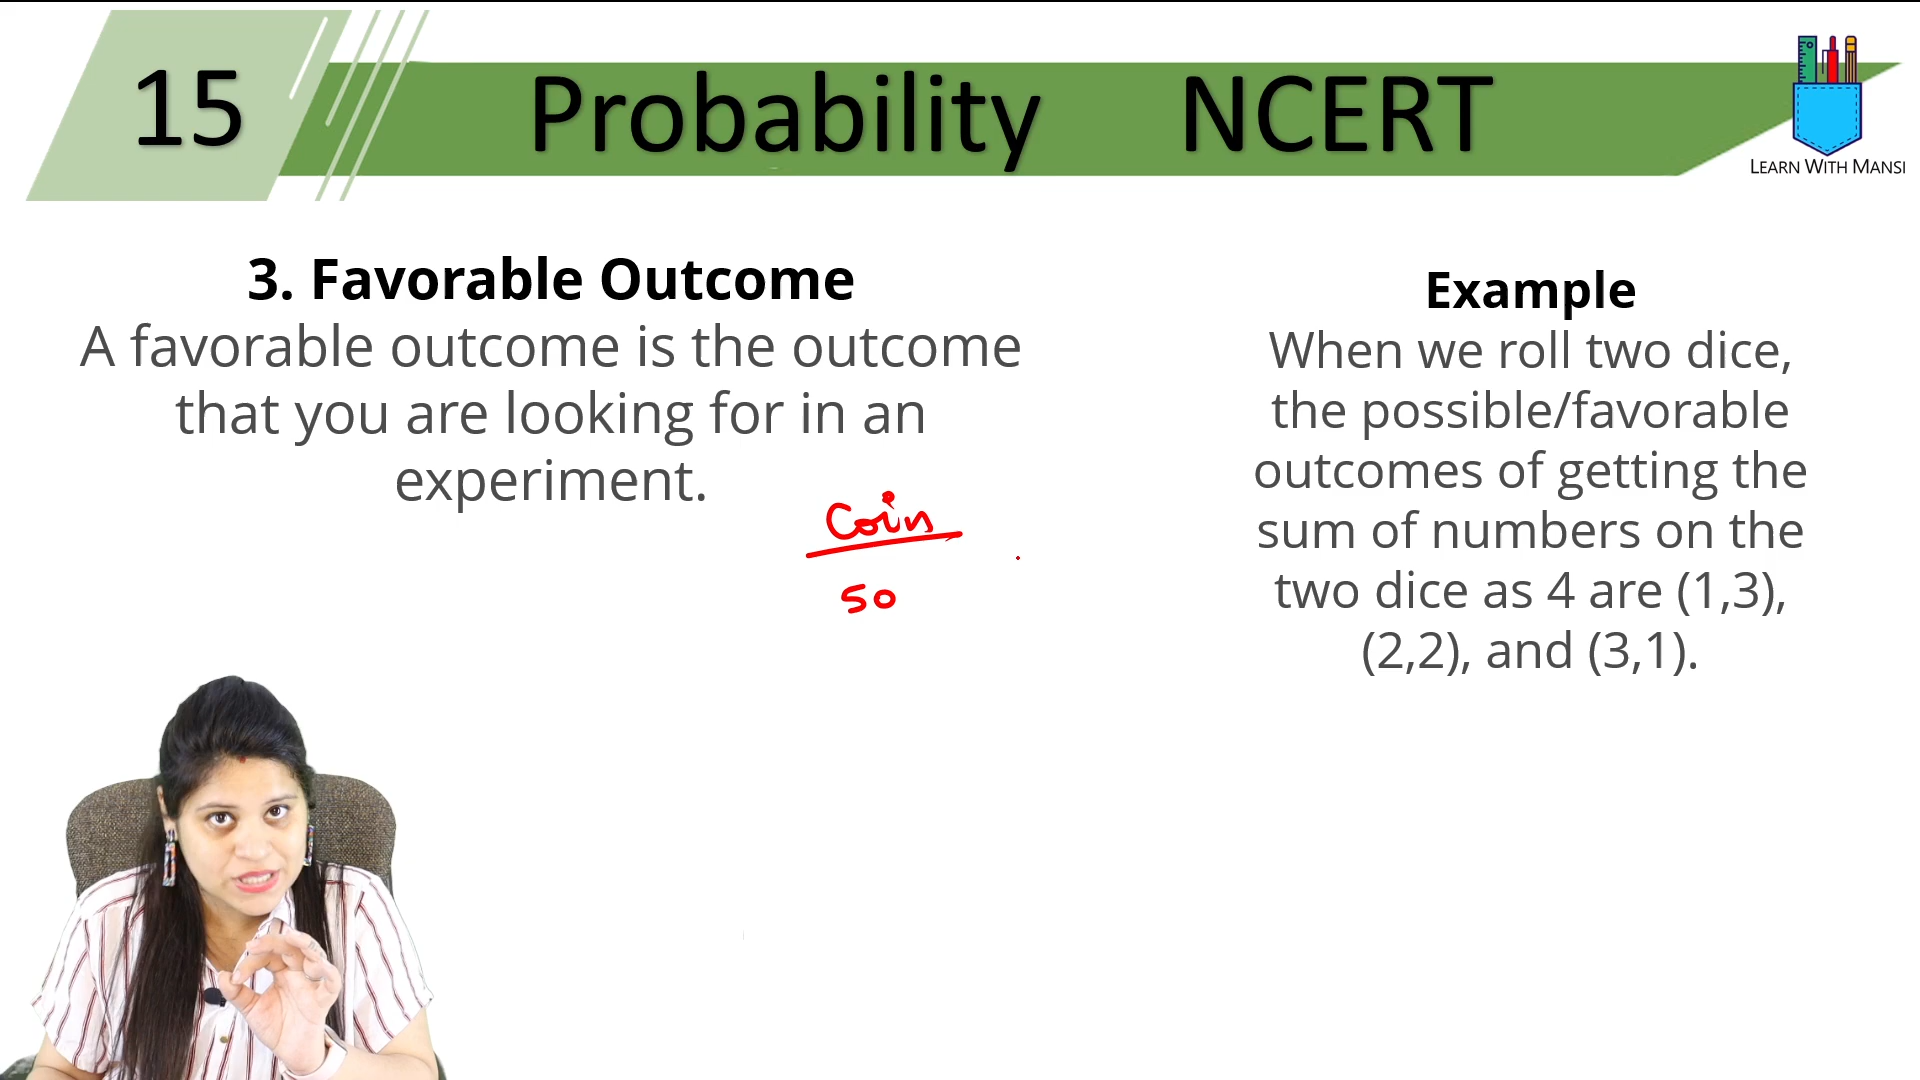 15 Probability NCERT
LEARN WITH MANSI
3. Favorable Outcome
A favorable outcome is the outcome
that you are looking for in an
experiment.
Coin
50
Example
When we roll two dice,
the possible/favorable
outcomes of getting the
sum of numbers on the
two dice as 4 are (1,3),
(2,2), and (3,1).